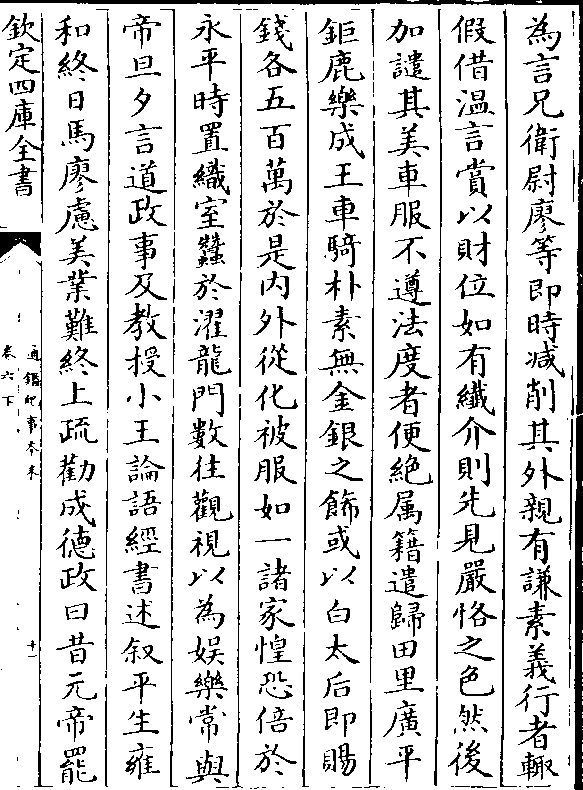 為言兄衛尉廖等即時減削其外親有謙素義行者輙
假借温言賞以財位如有纖介則先見嚴恪之色然後
加譴其美車服不遵法度者便絶属籍遣歸田里廣平
鉅鹿樂成王車騎朴素無金銀之飾或以白太后即賜
錢各五百萬於是内外從化被服如一諸家惶恐倍於
永平時置織室蠶於濯龍門數往觀視以為娯樂常與
帝旦夕言道政事及教授小王論語經書述叙平生雍
和終日馬廖慮美業難終上疏勸成德政曰昔元帝罷
欽定四庫全書
通鑑紀事本末
卷六下
十一